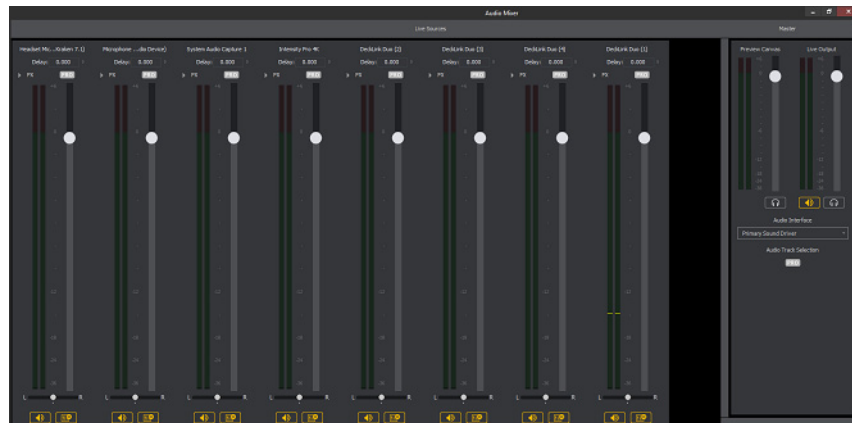 Audio Mixer
Live Sources
Master
Headset Mic...Kraken 7.1)
Microphone ...dio Device)
System Audio Capture 1
Intensity Pro 4K
DeckLink Duo (2)
DeckLink Duo (3)
DeckLink Duo (4)
DeckLink Duo (1)
Preview Canvas
Live Output
Delay: 0.000
Delay: 0.000
Delay: 0.000
Delay: 0.000
Delay: 0.000
Delay: 0.000
Delay: 0.000
Delay: 0.000
FX PRO
FX PRO
FX PRO
FX PRO
FX PRO
FX PRO
FX PRO
FX PRO
L R
L R
L R
L R
L R
L R
L R
L R
Audio Interface
Primary Sound Driver
Audio Track Selection
PRO